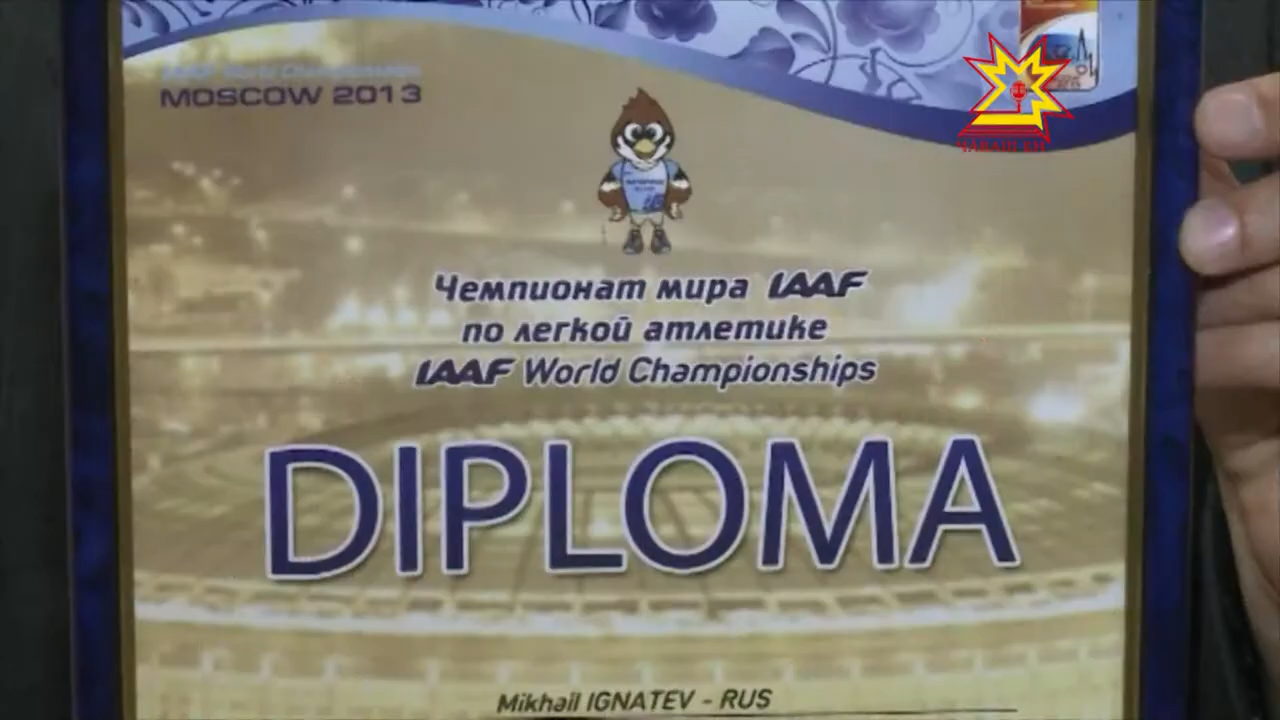 MOSCOW 2013
Чемпионат мира IAAF
по легкой атлетике
IAAF World Championships
DIPLOMA
Mikhail IGNATEV - RUS